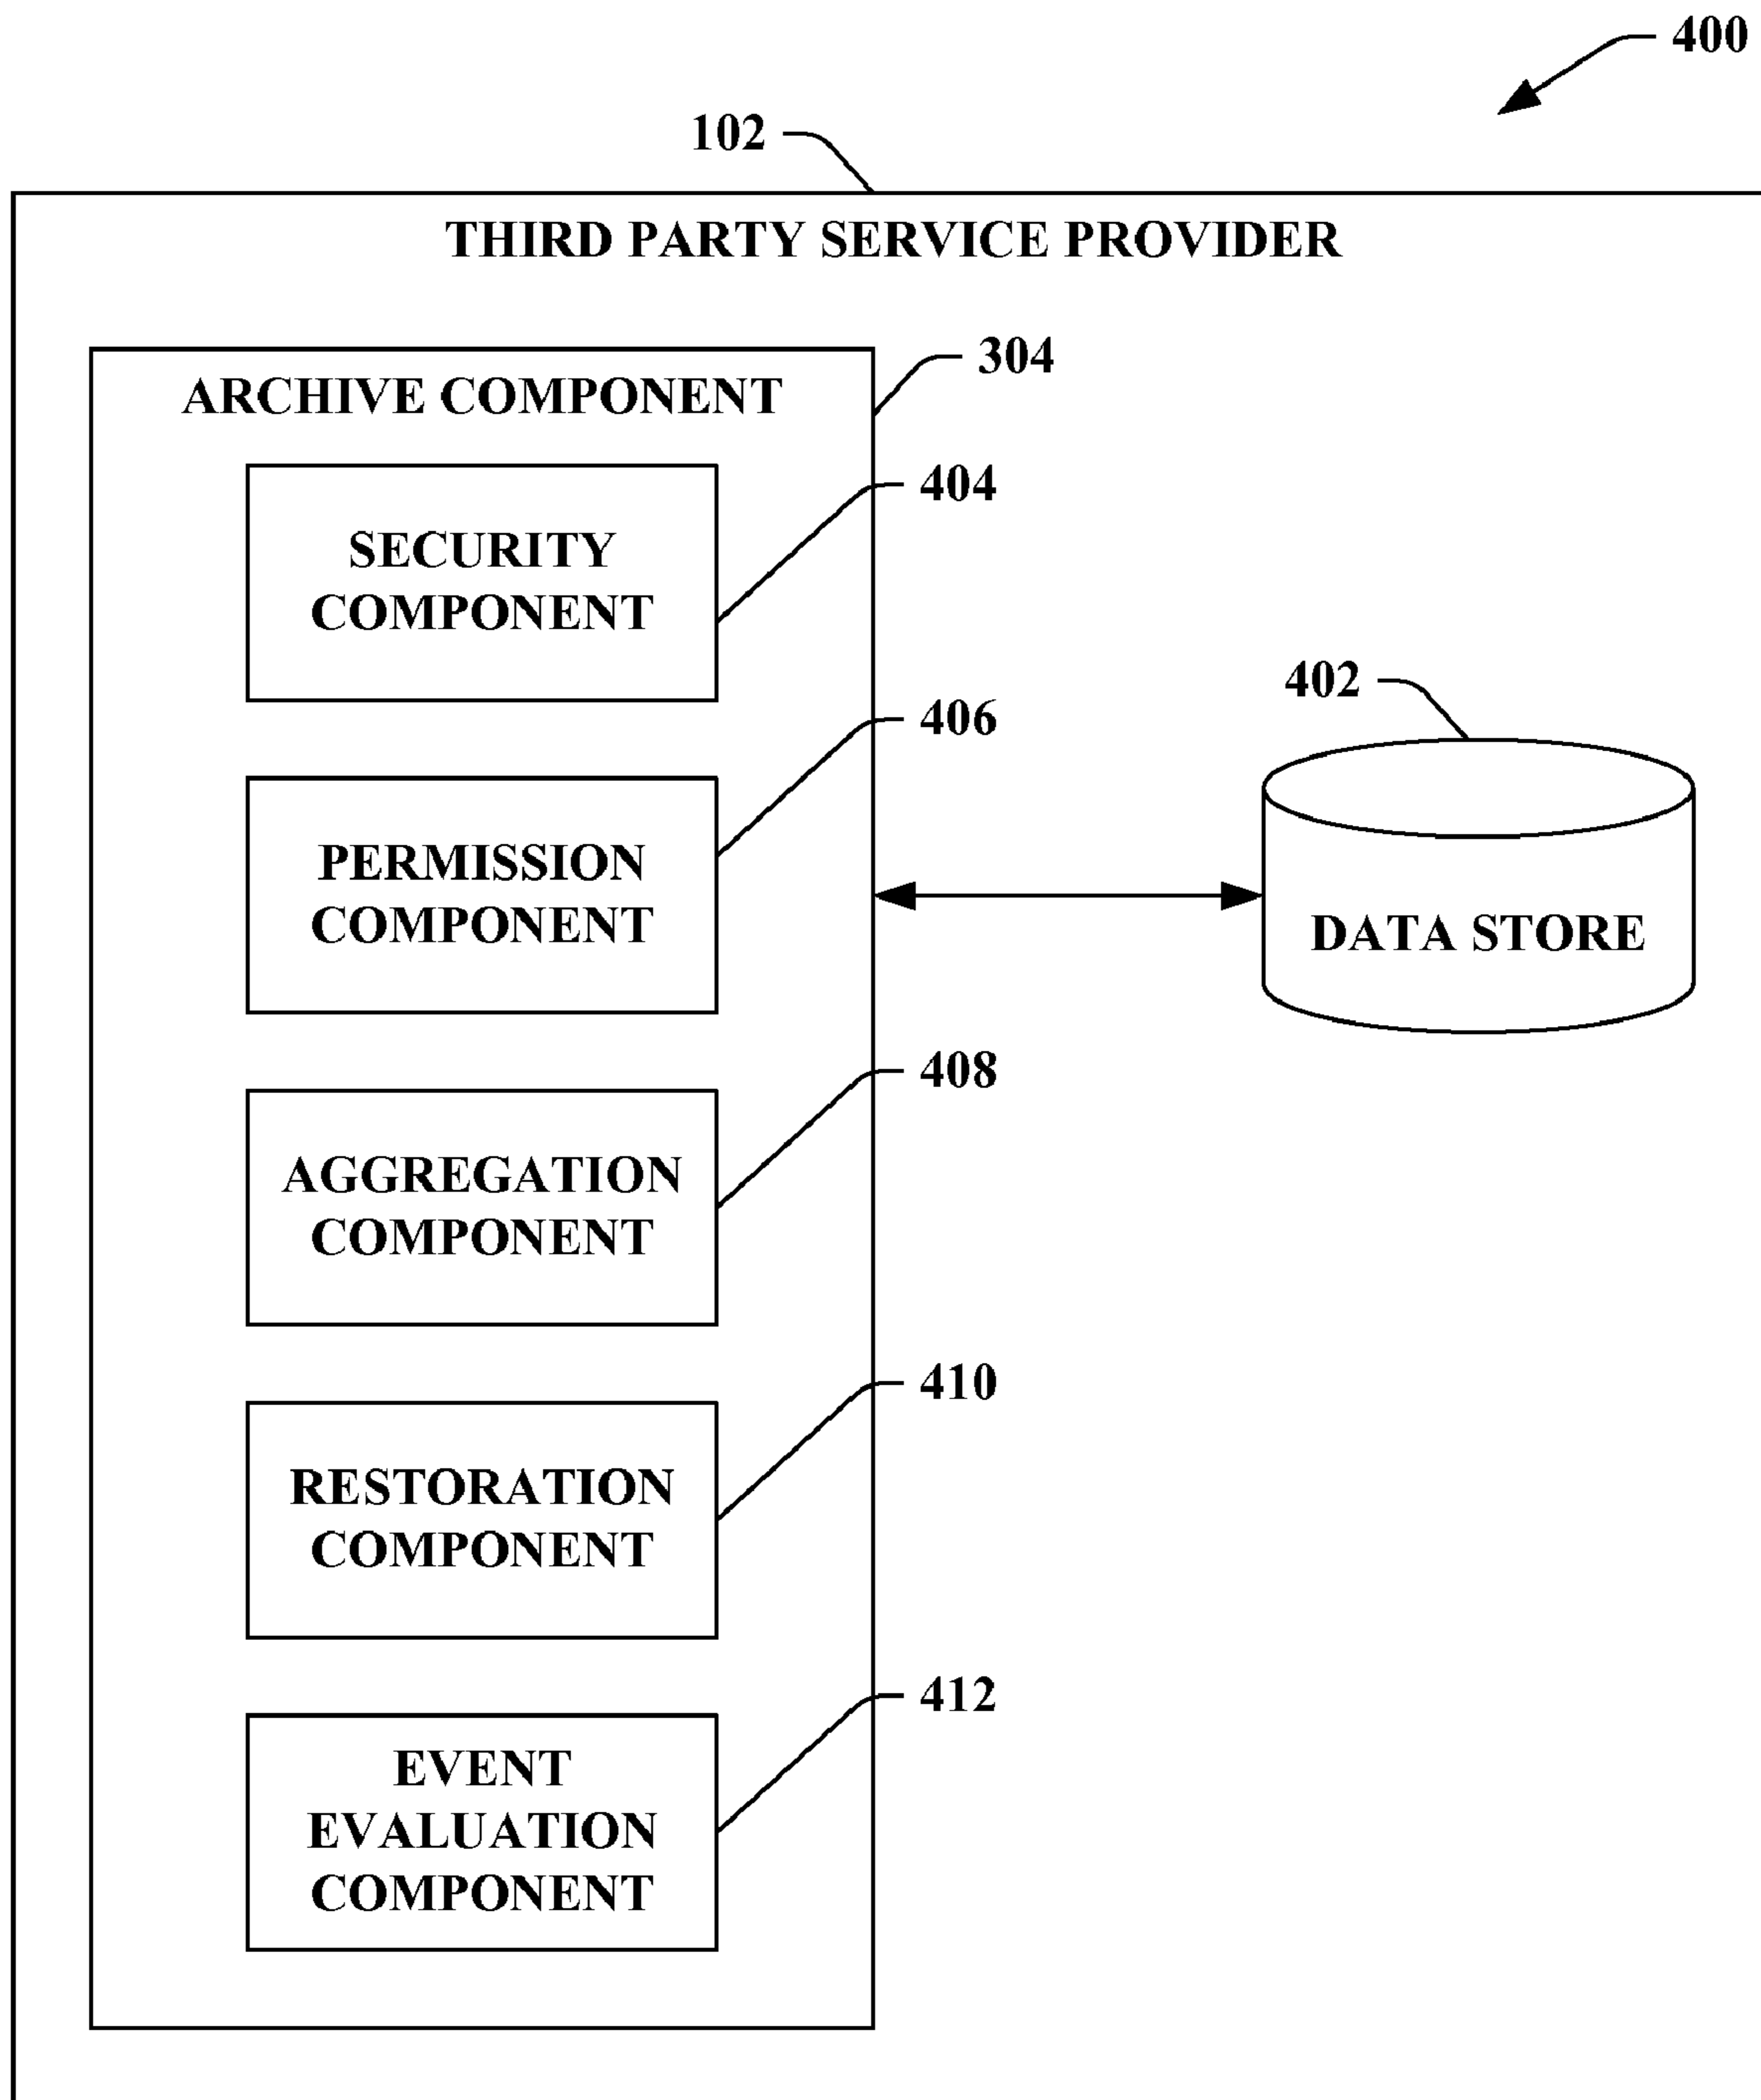 400
102
THIRD PARTY SERVICE PROVIDER
304
ARCHIVE COMPONENT
404
SECURITY
COMPONENT
402
406
PERMISSION
COMPONENT
DATA STORE
408
AGGREGATION
COMPONENT
410
RESTORATION
COMPONENT
412
EVENT
EVALUATION
COMPONENT